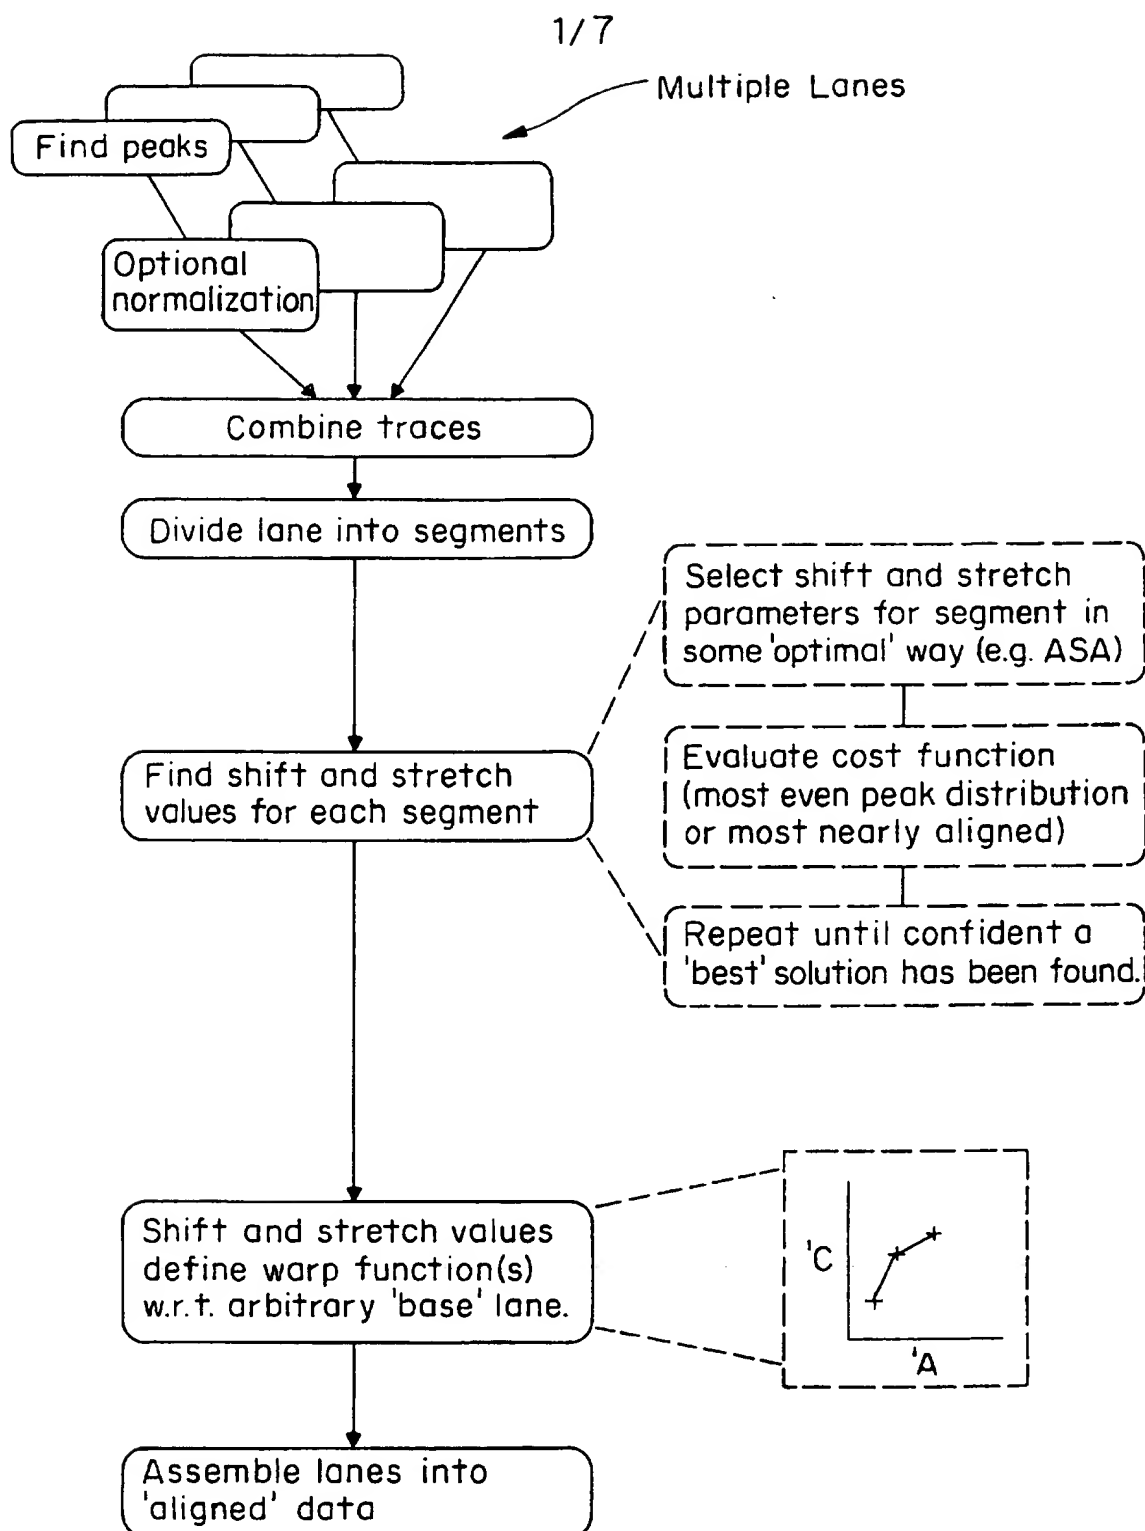 1/7
Multiple Lanes
Find peaks
Optional
normalization
Combine traces
Divide lane into segments
Select shift and stretch
parameters for segment in
some 'optimal' way (e.g. ASA)
Find shift and stretch
values for each segment
Evaluate cost function
(most even peak distribution
or most nearly aligned)
Repeat until confident a
'best' solution has been found.
Shift and stretch values
define warp function(s)
w.r.t. arbitrary 'base' lane.
'C
'A
Assemble lanes into
'aligned' data